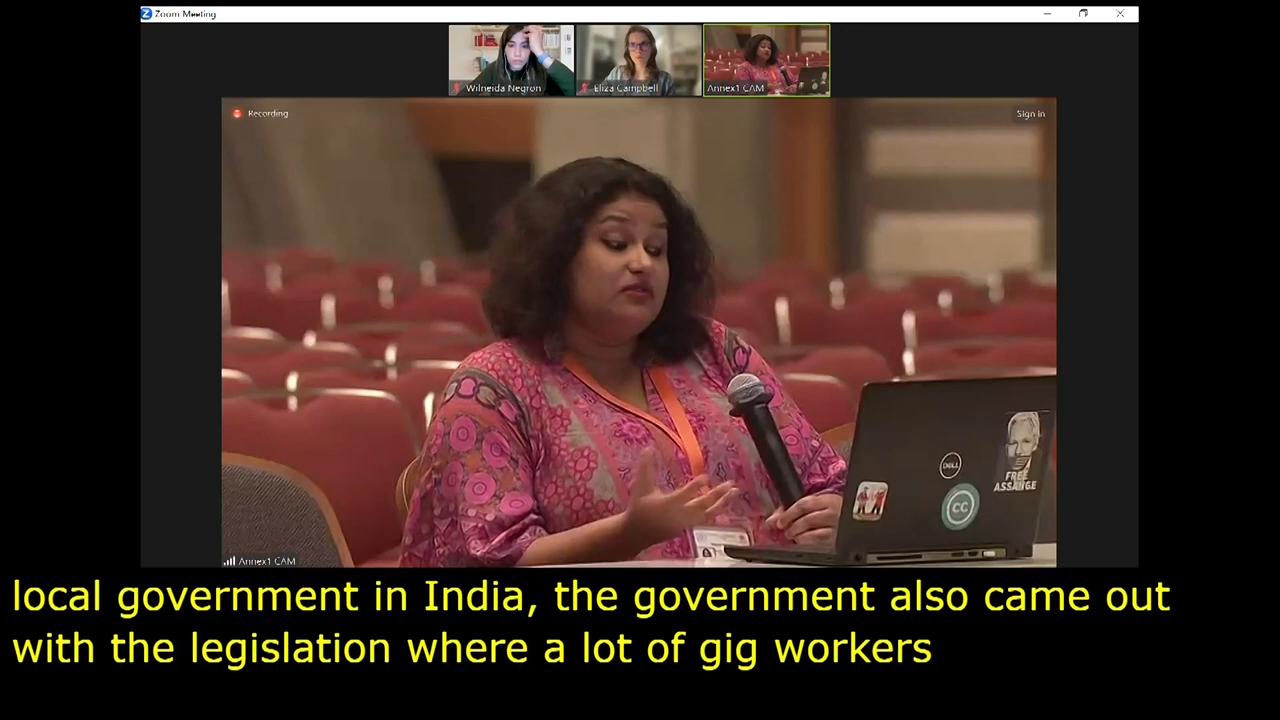 Zoom Meeting
Wilneida Negron
Eliza Campbell
Annex1 CAM
Recording
Sign in
DELL
FREE
ASSANGE
CC
Annex1 CAM
local government in India, the government also came out
with the legislation where a lot of gig workers